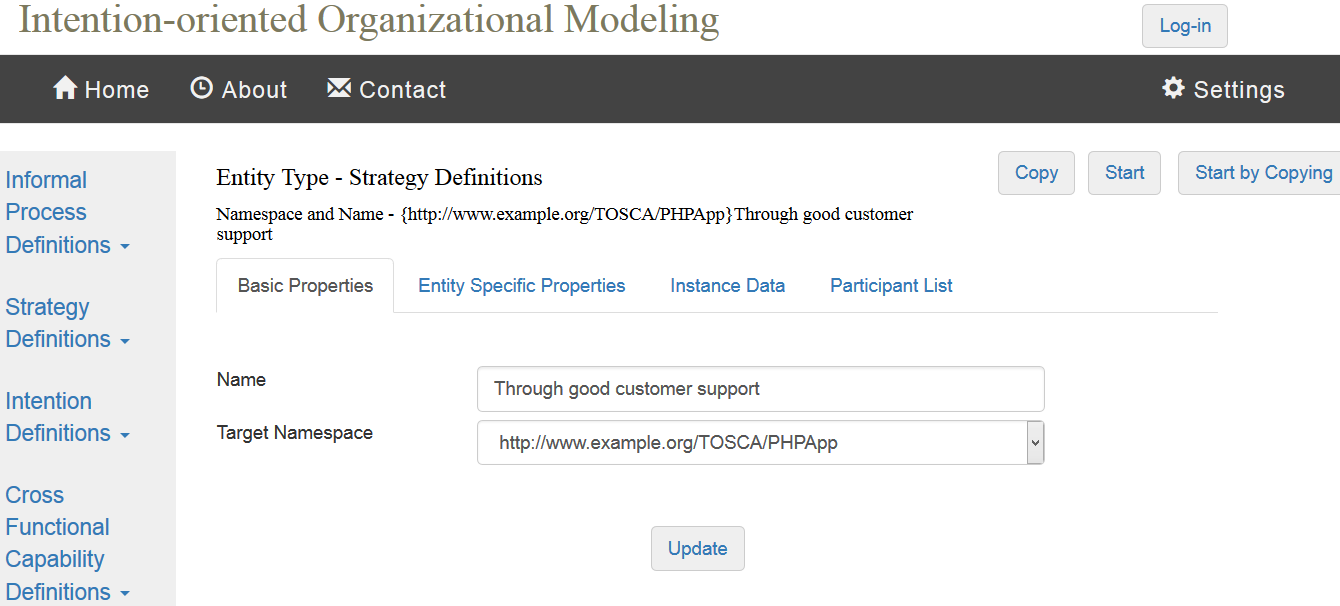 Intention-oriented Organizational Modeling
Log-in
Home About Contact Settings
Informal
Process
Definitions
Strategy
Definitions
Intention
Definitions
Cross
Functional
Capability
Definitions
Entity Type - Strategy Definitions
Copy Start Start by Copying
Namespace and Name - {http://www.example.org/TOSCA/PHPApp}Through good customer
support
Basic Properties Entity Specific Properties Instance Data Participant List
Name
Through good customer support
Target Namespace
http://www.example.org/TOSCA/PHPApp
Update